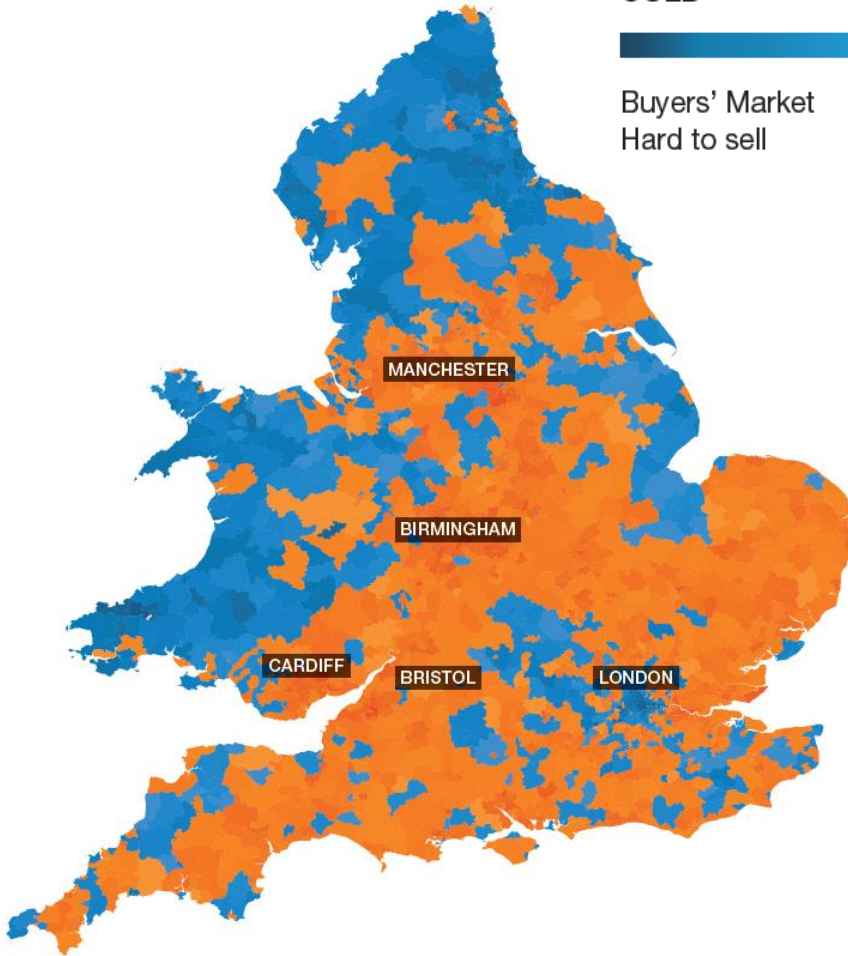 Buyers' Market
Hard to sell
MANCHESTER
BIRMINGHAM
CARDIFF
BRISTOL
LONDON